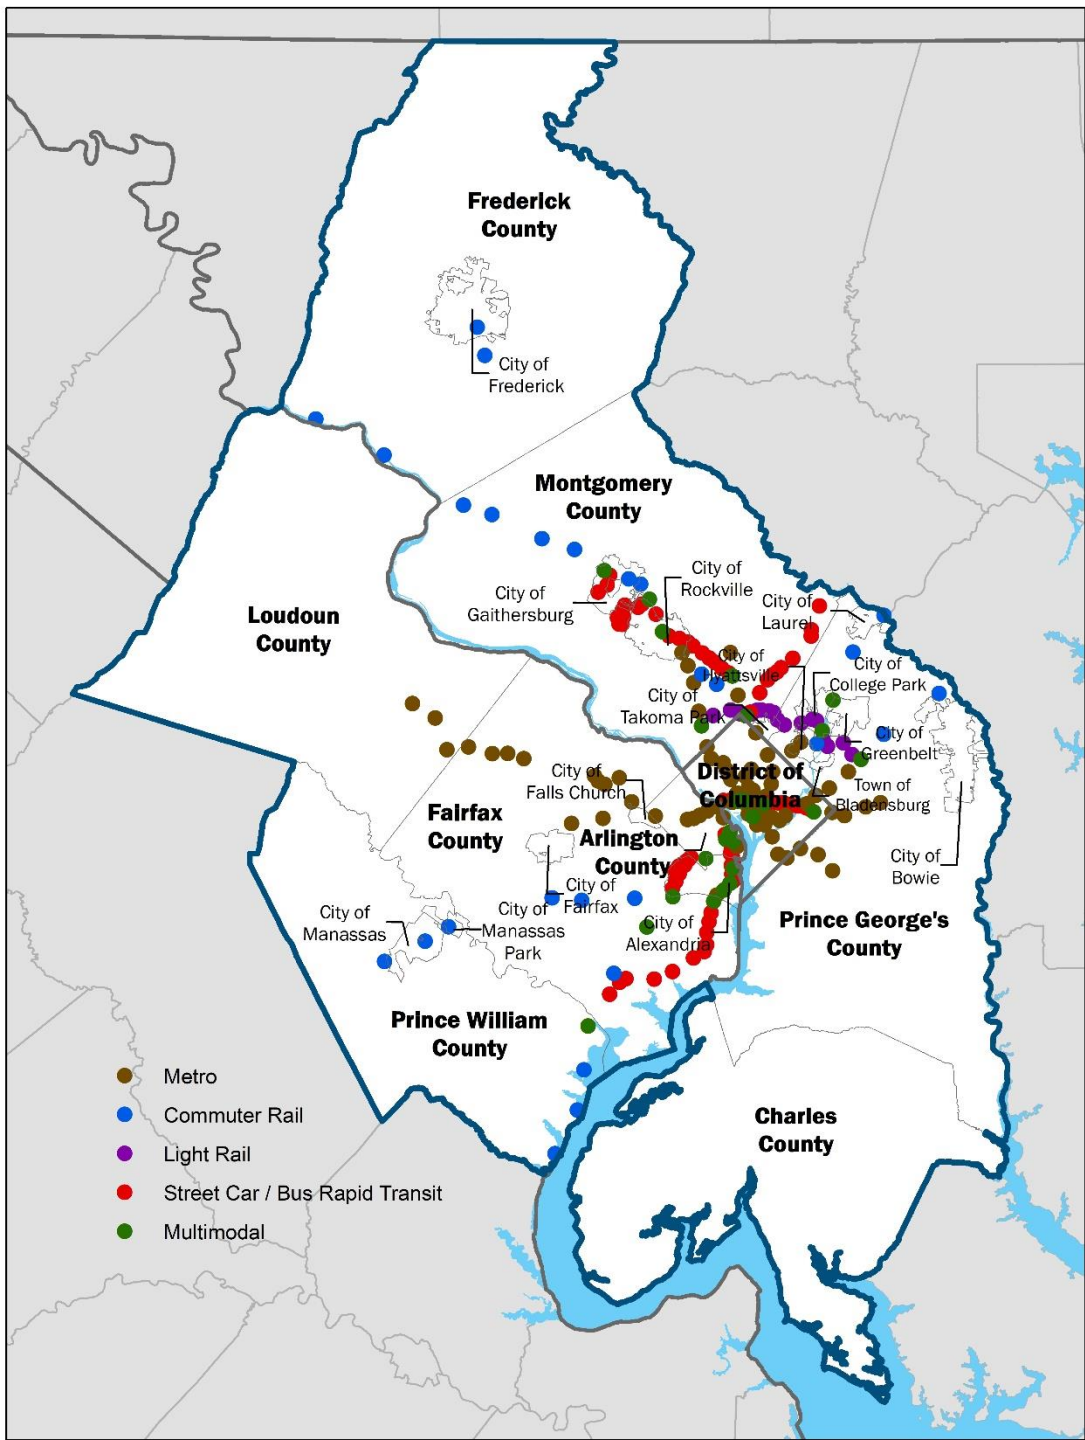 Frederick
County
City of
Frederick
Montgomery
County
City of
Rockville
City of
Gaithersburg
City of
Laurel
Loudoun
County
City of
Hyattsville
City of
College Park
City of
Takoma Park
City of
Greenbelt
District of
Columbia
City of
Falls Church
Town of
Bladensburg
Fairfax
County
Arlington
County
City of
Bowie
City of
Fairfax
City of
Manassas
City of
Manassas
Park
City of
Alexandria
Prince George's
County
Prince William
County
Charles
County
Metro
Commuter Rail
Light Rail
Street Car / Bus Rapid Transit
Multimodal